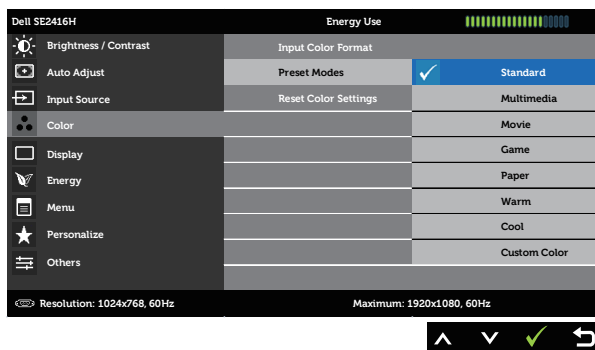 Dell SE2416H Energy Use
Brightness / Contrast Input Color Format
Auto Adjust Preset Modes Standard
Input Source Reset Color Settings Multimedia
Color Movie
Display Game
Energy Paper
Menu Warm
Personalize Cool
Others Custom Color
Resolution: 1024x768, 60Hz Maximum: 1920x1080, 60Hz